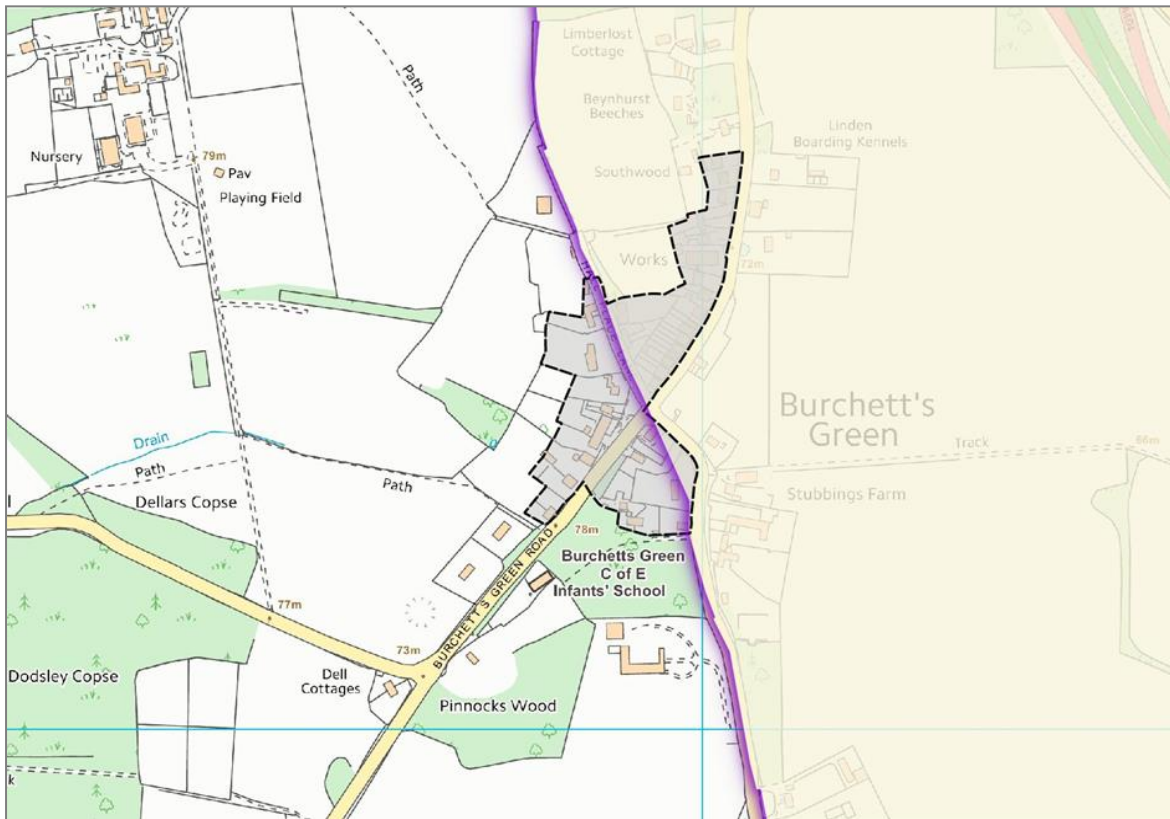 Limberlost
Cottage
Path
Beynhurst
Beeches
Linden
Boarding Kennels
Nursery
79m
Pav
Playing Field
Southwood
Works
72m
Burchett's
Green
Drain
Path
Path
Track
86m
Dellars Copse
Stubbings Farm
l
78m
BURCHETT'S GREEN ROAD
Burchetts Green
C of E
Infants' School
77m
73m
Dodsley Copse
Dell
Cottages
Pinnocks Wood
k